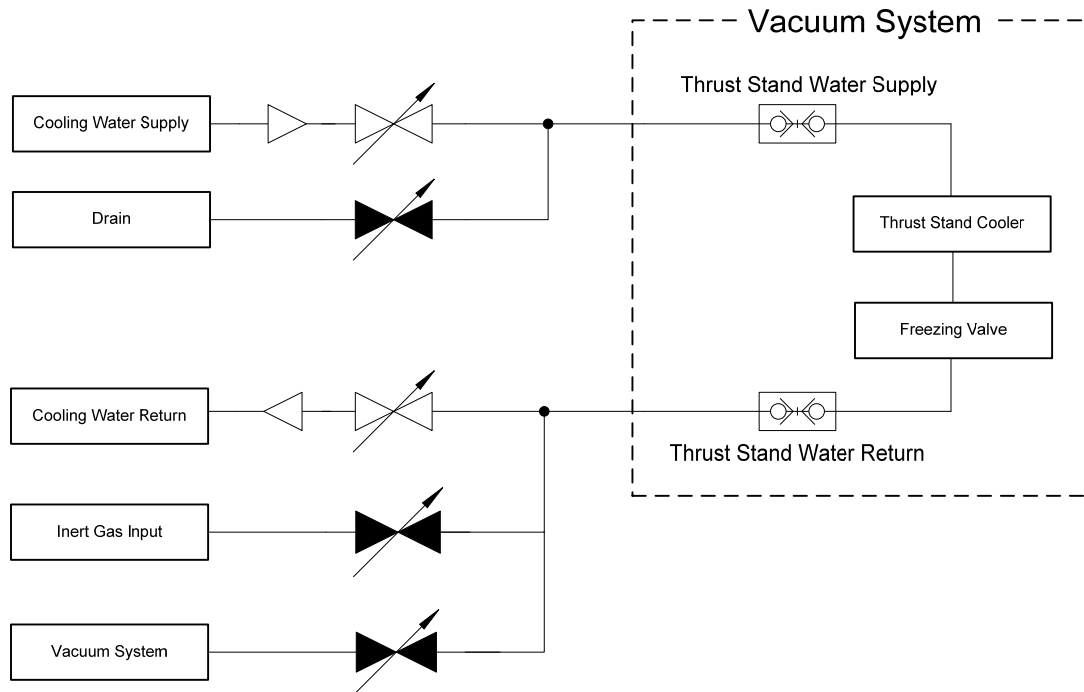 Vacuum System
Thrust Stand Water Supply
Cooling Water Supply
Drain
Thrust Stand Cooler
Freezing Valve
Cooling Water Return
Thrust Stand Water Return
Inert Gas Input
Vacuum System